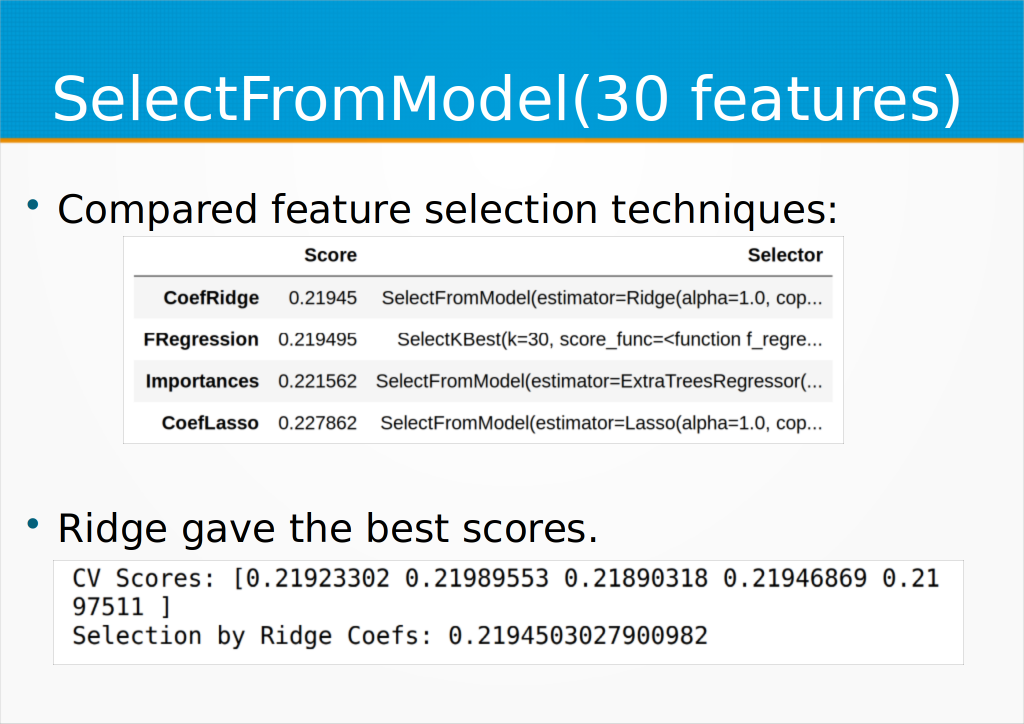 SelectFromModel(30 features)
• Compared feature selection techniques:
Score Selector
CoefRidge 0.21945 SelectFromModel(estimator=Ridge(alpha=1.0, cop...
FRegression 0.219495 SelectKBest(k=30, score_func=<function f_regre...
Importances 0.221562 SelectFromModel(estimator=ExtraTreesRegressor(...
CoefLasso 0.227862 SelectFromModel(estimator=Lasso(alpha=1.0, cop...
• Ridge gave the best scores.
CV Scores: [0.21923302 0.21989553 0.21890318 0.21946869 0.21
97511 ]
Selection by Ridge Coefs: 0.2194503027900982